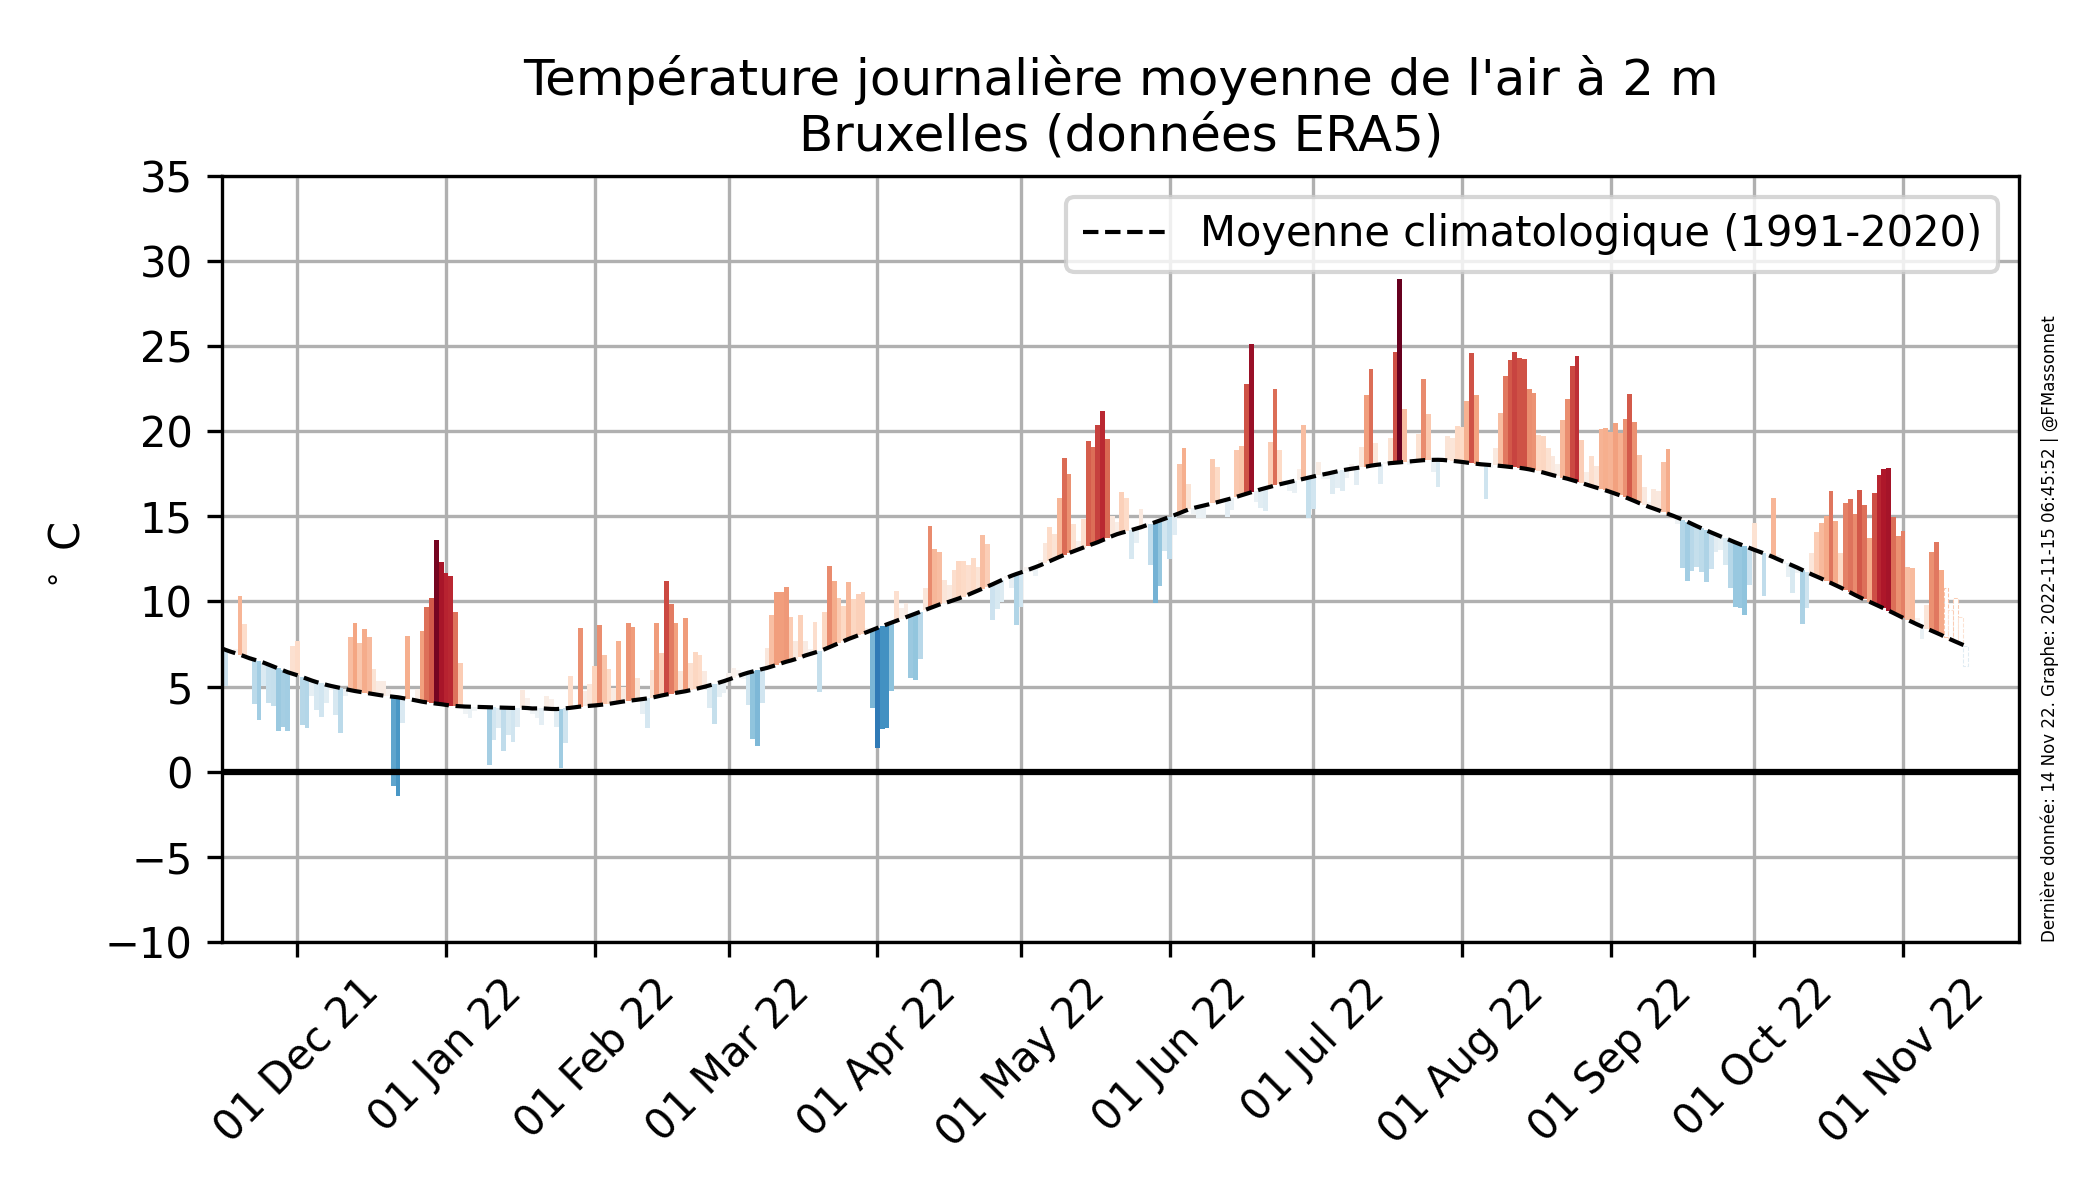 Température journalière moyenne de l'air à 2 m
Bruxelles (données ERA5)
35
30
25
20
15
10
5
0
−5
−10
° C
Moyenne climatologique (1991-2020)
01 Dec 21
01 Jan 22
01 Feb 22
01 Mar 22
01 Apr 22
01 May 22
01 Jun 22
01 Jul 22
01 Aug 22
01 Sep 22
01 Oct 22
01 Nov 22
Dernière donnée: 14 Nov 22. Graphe: 2022-11-15 06:45:52 | @FMassonnet